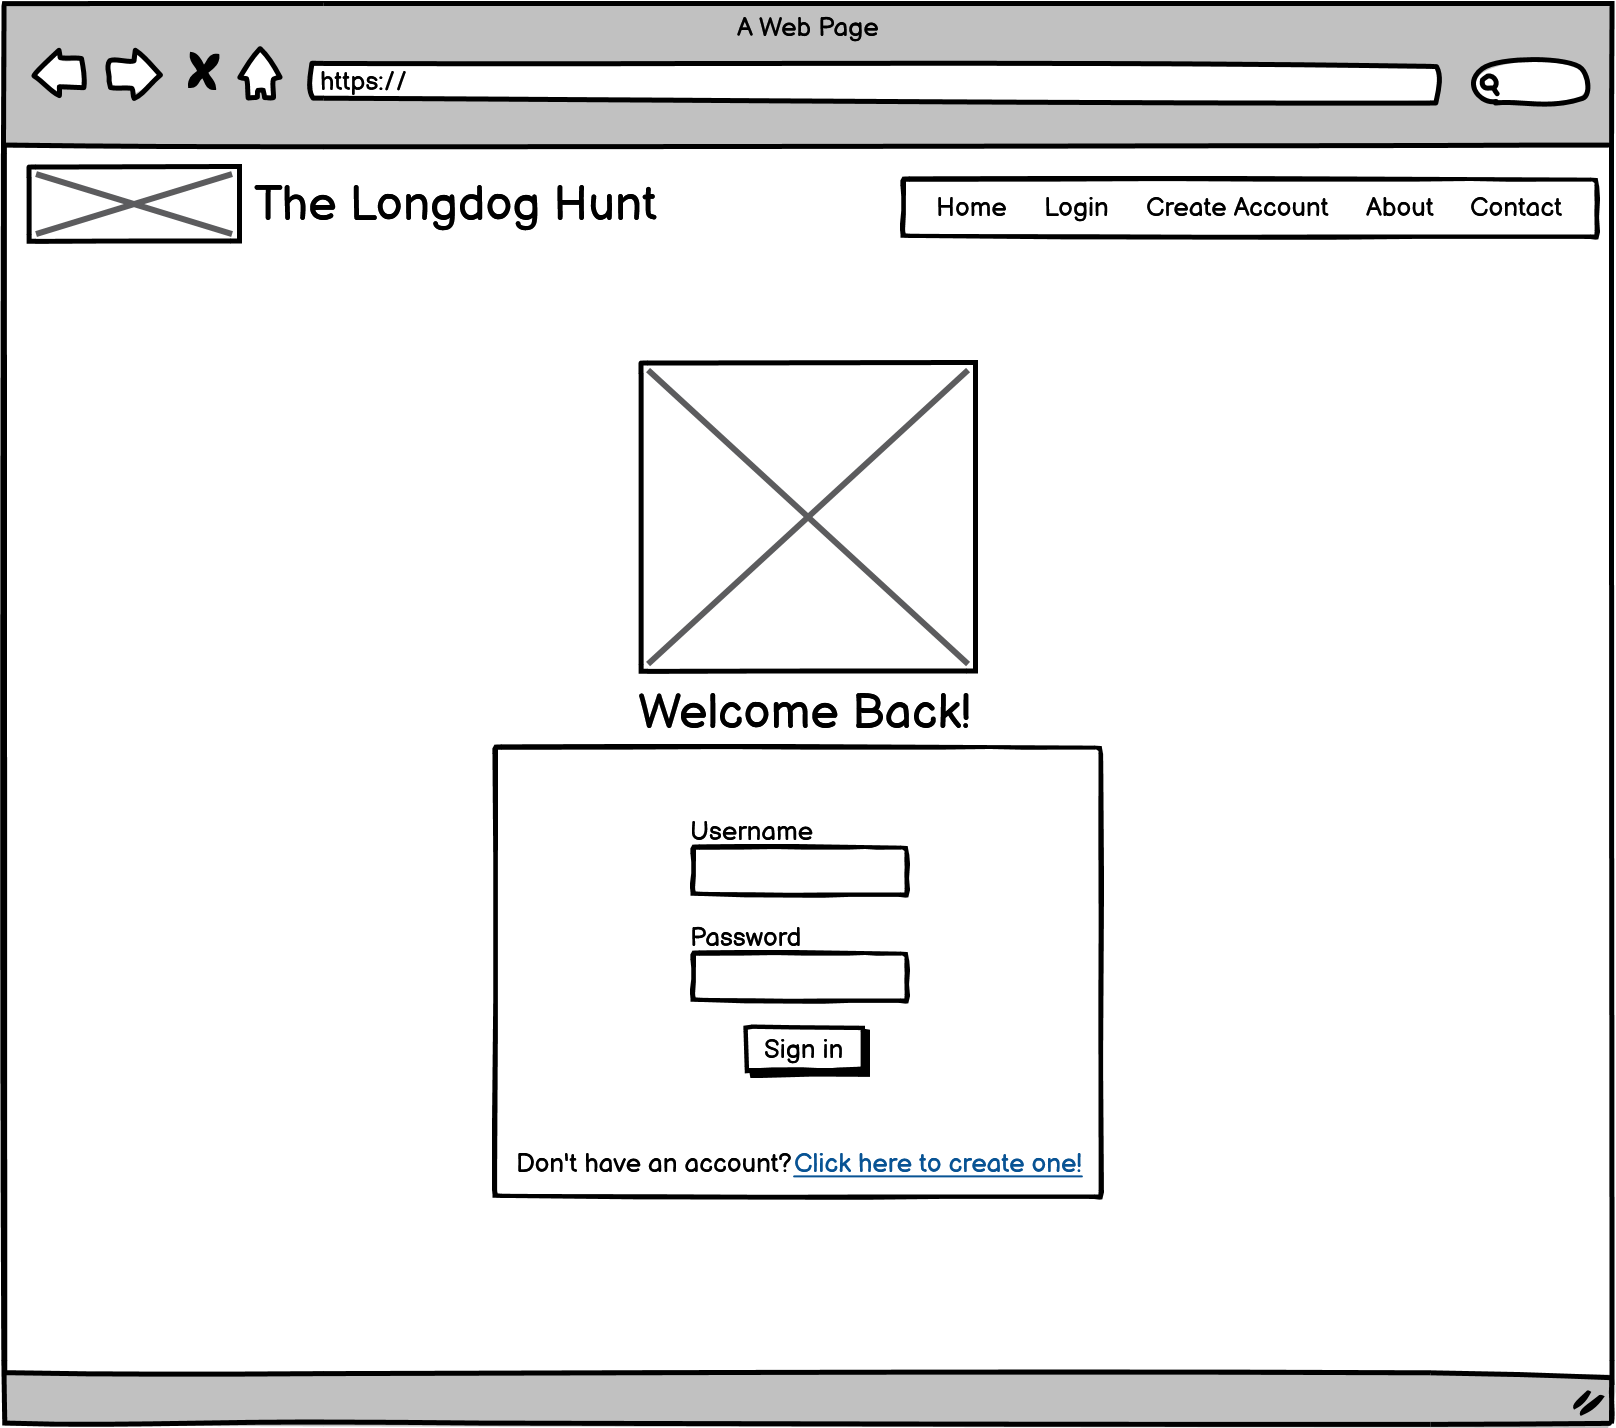 A Web Page
https://
The Longdog Hunt
Home Login Create Account About Contact
Welcome Back!
Username
Password
Sign in
Don't have an account? Click here to create one!